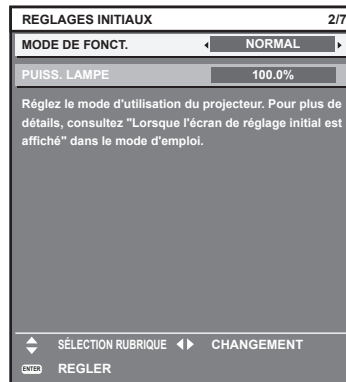 REGLAGES INITIAUX 2/7
MODE DE FONCT. NORMAL
PUISS. LAMPE 100.0%
Réglez le mode d'utilisation du projecteur. Pour plus de
détails, consultez "Lorsque l'écran de réglage initial est
affiché" dans le mode d'emploi.
SÉLECTION RUBRIQUE CHANGEMENT
ENTER REGLER